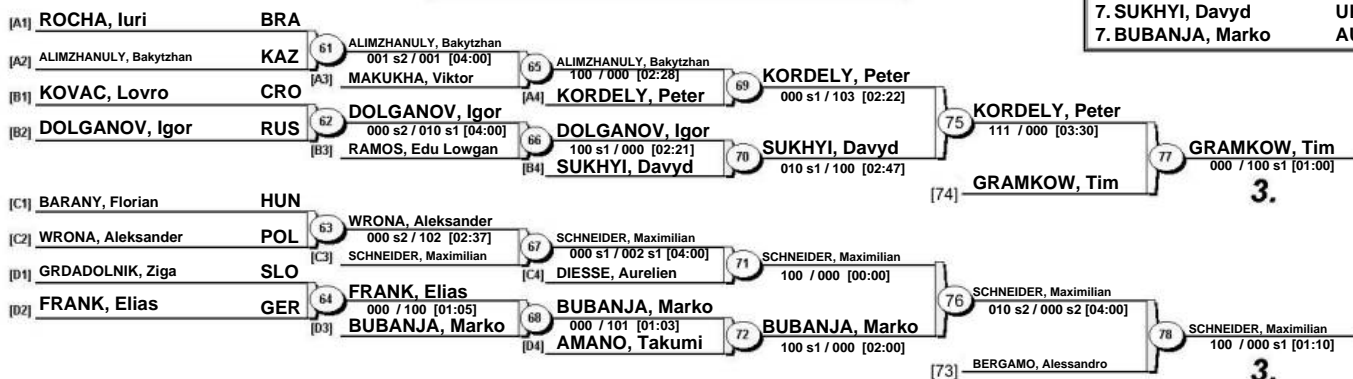 7. SUKHYI, Davyd
7. BUBANJA, Marko
[A1] ROCHA, Iuri BRA
[A2] ALIMZHANULY, Bakytzhan KAZ
[B1] KOVAC, Lovro CRO
[B2] DOLGANOV, Igor RUS
[C1] BARANY, Florian HUN
[C2] WRONA, Aleksander POL
[D1] GRDADOLNIK, Ziga SLO
[D2] FRANK, Elias GER
61 ALIMZHANULY, Bakytzhan
001 s2 / 001 [04:00]
[A3] MAKUKHA, Viktor
62 DOLGANOV, Igor
000 s2 / 010 s1 [04:00]
[B3] RAMOS, Edu Lowgan
63 WRONA, Aleksander
000 s2 / 102 [02:37]
[C3] SCHNEIDER, Maximilian
64 FRANK, Elias
000 / 100 [01:05]
[D3] BUBANJA, Marko
65 ALIMZHANULY, Bakytzhan
100 / 000 [02:28]
[A4] KORDELY, Peter
66 DOLGANOV, Igor
100 s1 / 000 [02:21]
[B4] SUKHYI, Davyd
67 SCHNEIDER, Maximilian
000 s1 / 002 s1 [04:00]
[C4] DIESSE, Aurelien
68 BUBANJA, Marko
000 / 101 [01:03]
[D4] AMANO, Takumi
69 KORDELY, Peter
000 s1 / 103 [02:22]
70 SUKHYI, Davyd
010 s1 / 100 [02:47]
71 SCHNEIDER, Maximilian
100 / 000 [00:00]
72 BUBANJA, Marko
100 s1 / 000 [02:00]
75 KORDELY, Peter
111 / 000 [03:30]
[74] GRAMKOW, Tim
76 SCHNEIDER, Maximilian
010 s2 / 000 s2 [04:00]
[73] BERGAMO, Alessandro
77 GRAMKOW, Tim
000 / 100 s1 [01:00]
3.
78 SCHNEIDER, Maximilian
100 / 000 s1 [01:10]
3.